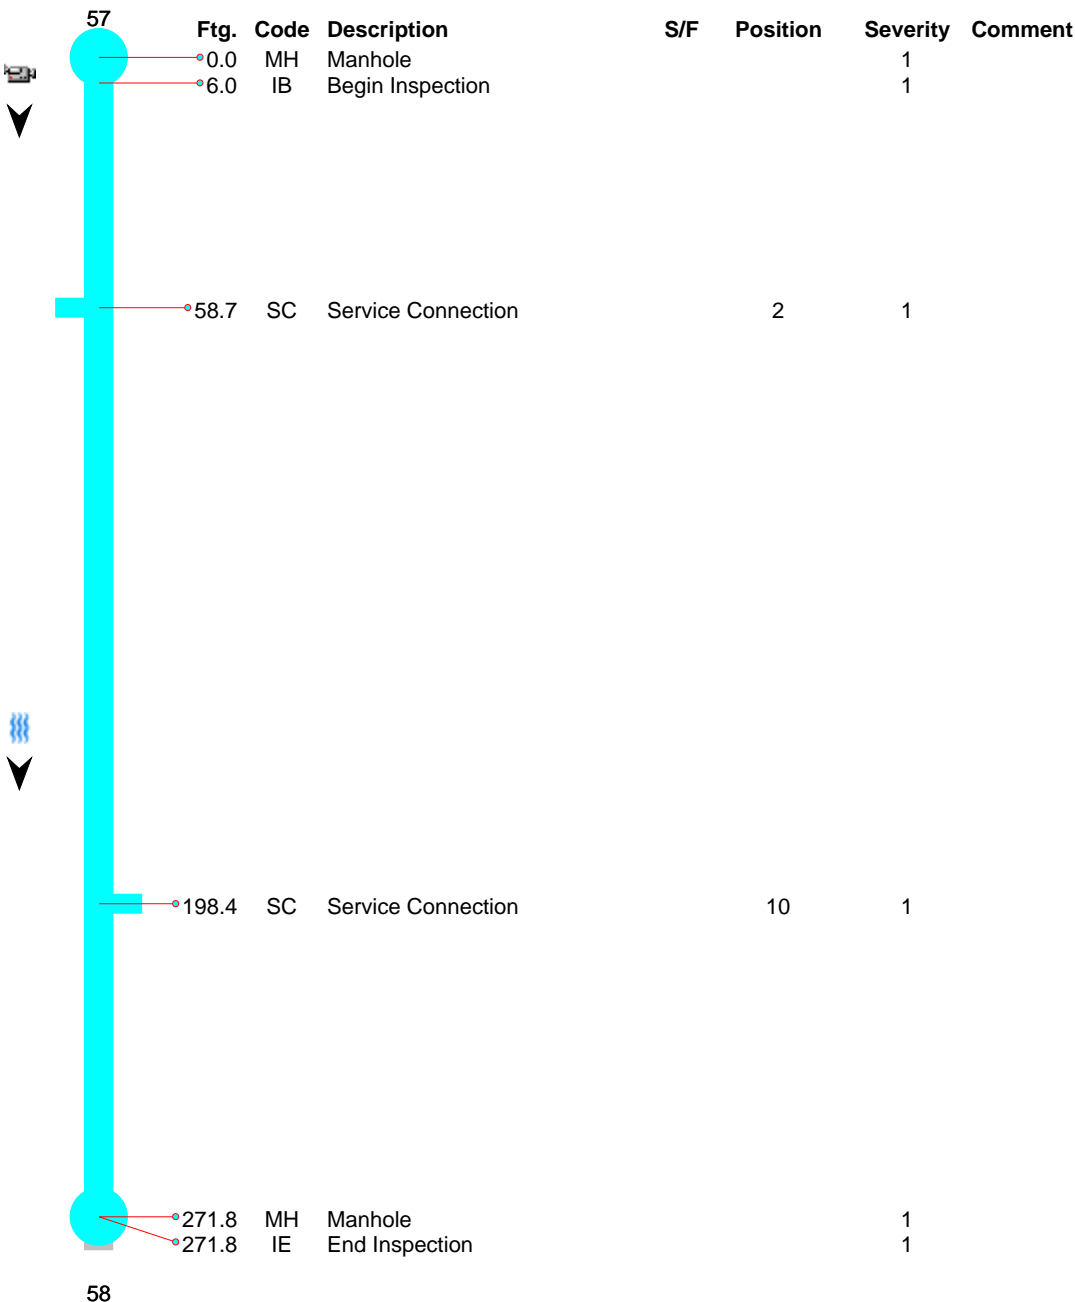 57
Ftg. Code Description S/F Position Severity Comment
0.0 MH Manhole 1
6.0 IB Begin Inspection 1
58.7 SC Service Connection 2 1
198.4 SC Service Connection 10 1
271.8 MH Manhole 1
271.8 IE End Inspection 1
58